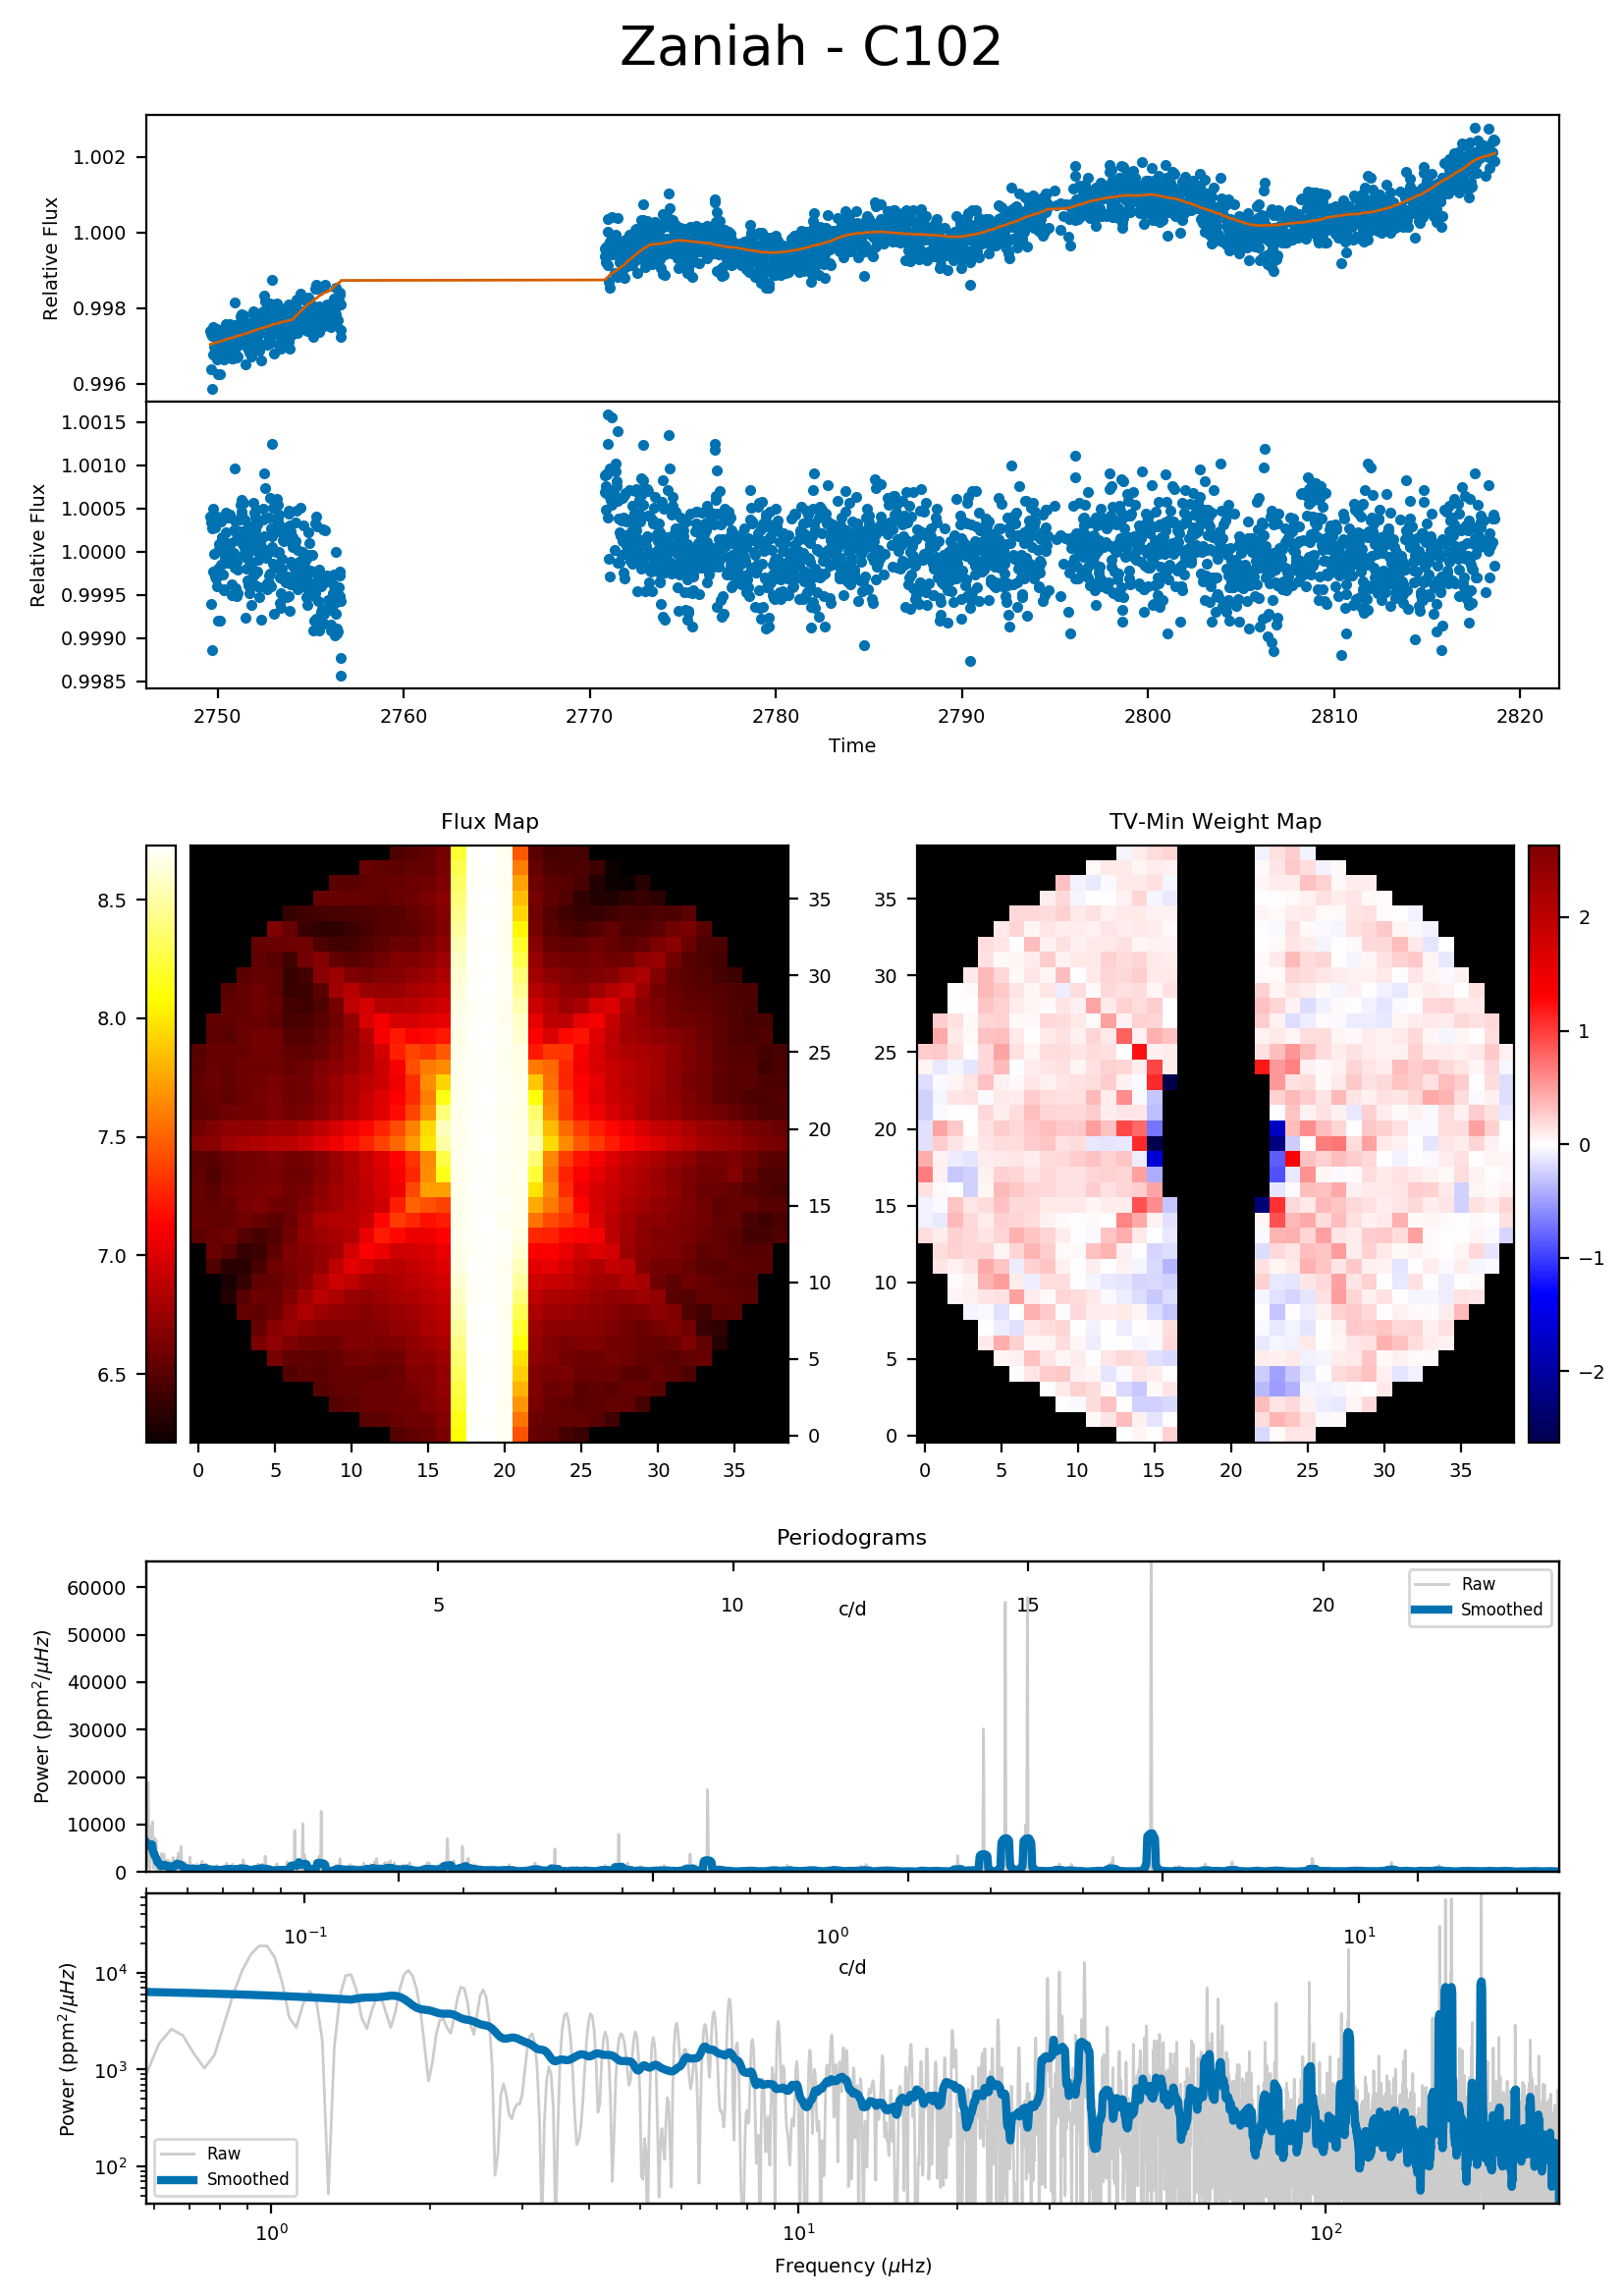 Zaniah - C102
1.002
1.000
0.998
0.996
Relative Flux
1.0015
1.0010
1.0005
1.0000
0.9995
0.9990
0.9985
Relative Flux
2750 2760 2770 2780 2790 2800 2810 2820
Time
Flux Map
8.5
8.0
7.5
7.0
6.5
35
30
25
20
15
10
5
0
0 5 10 15 20 25 30 35
TV-Min Weight Map
35
30
25
20
15
10
5
0
0 5 10 15 20 25 30 35
2
1
0
−1
−2
Periodograms
60000
50000
40000
30000
20000
10000
0
Power (ppm²/μHz)
5 10 15 20
c/d
Raw
Smoothed
10⁻¹ 10⁰ 10¹
c/d
10⁴
10³
10²
Power (ppm²/μHz)
Raw
Smoothed
10⁰ 10¹ 10²
Frequency (μHz)